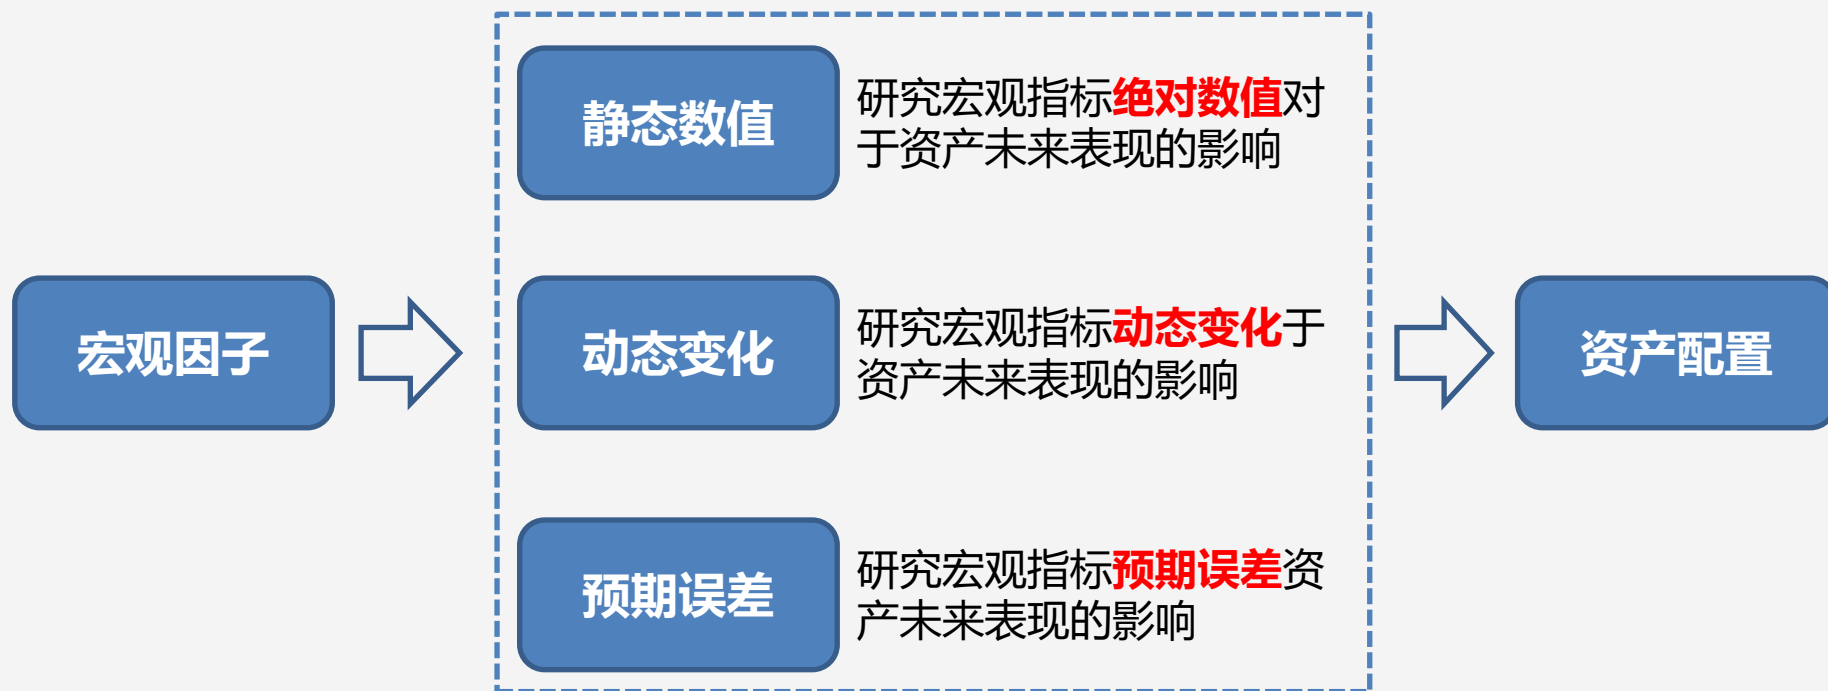 静态数值
研究宏观指标绝对数值对
于资产未来表现的影响
宏观因子
动态变化
研究宏观指标动态变化于
资产未来表现的影响
资产配置
预期误差
研究宏观指标预期误差资
产未来表现的影响